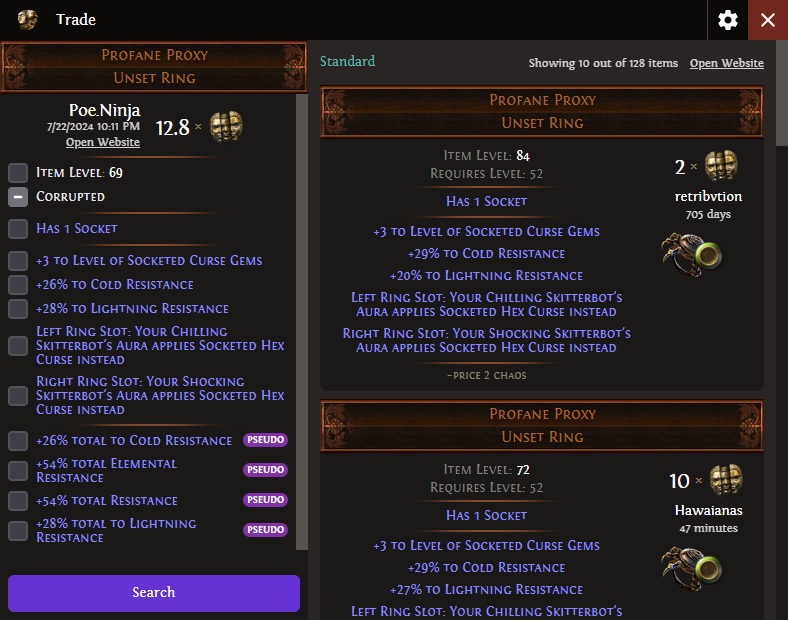 Trade
Profane Proxy
Unset Ring
Poe.Ninja
7/22/2024 10:11 PM
Open Website
12.8 ×
Item Level: 69
Corrupted
Has 1 Socket
+3 to Level of Socketed Curse Gems
+26% to Cold Resistance
+28% to Lightning Resistance
Left Ring Slot: Your Chilling
Skitterbot's Aura applies Socketed Hex
Curse instead
Right Ring Slot: Your Shocking
Skitterbot's Aura applies Socketed Hex
Curse instead
+26% total to Cold Resistance PSEUDO
+54% total Elemental
Resistance PSEUDO
+54% total Resistance PSEUDO
+28% total to Lightning
Resistance PSEUDO
Search
Standard
Showing 10 out of 128 items Open Website
Profane Proxy
Unset Ring
Item Level: 84
Requires Level: 52
Has 1 Socket
+3 to Level of Socketed Curse Gems
+29% to Cold Resistance
+20% to Lightning Resistance
Left Ring Slot: Your Chilling Skitterbot's
Aura applies Socketed Hex Curse instead
Right Ring Slot: Your Shocking Skitterbot's
Aura applies Socketed Hex Curse instead
~price 2 chaos
2 ×
retribvtion
705 days
Profane Proxy
Unset Ring
Item Level: 72
Requires Level: 52
Has 1 Socket
+3 to Level of Socketed Curse Gems
+29% to Cold Resistance
+27% to Lightning Resistance
Left Ring Slot: Your Chilling Skitterbot's
10 ×
Hawaianas
47 minutes